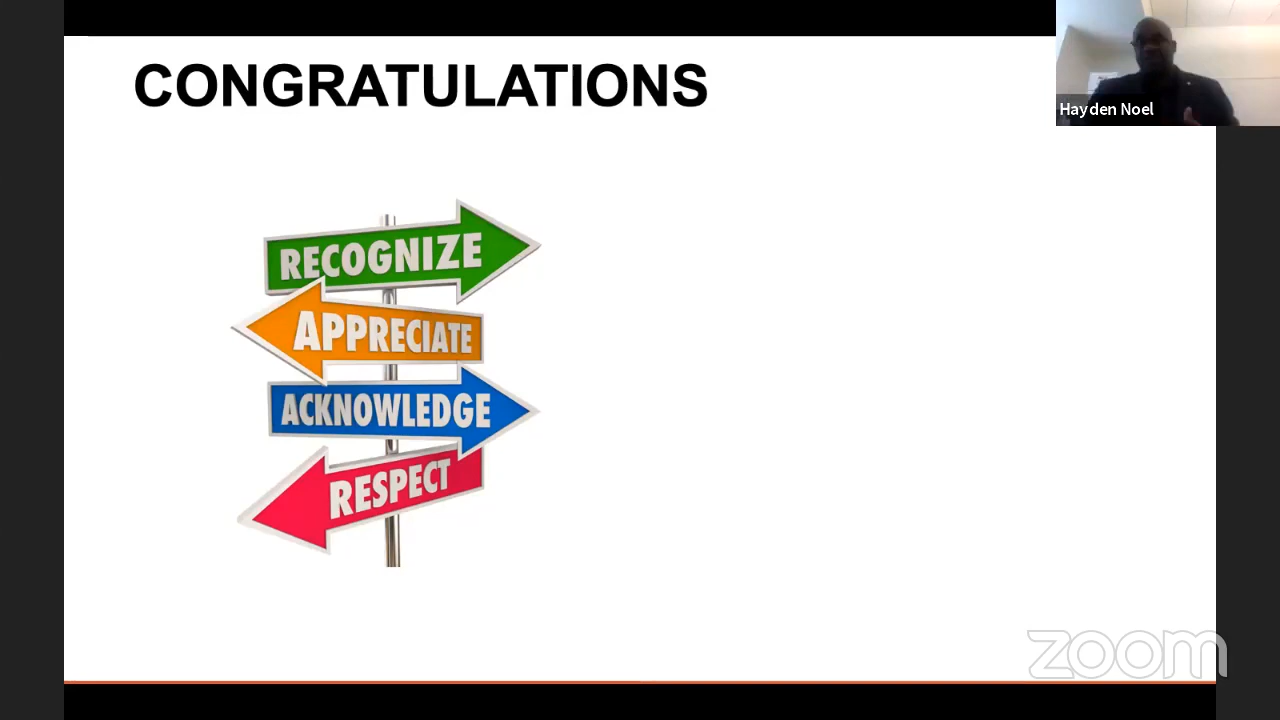 CONGRATULATIONS
Hayden Noel
RECOGNIZE
APPRECIATE
ACKNOWLEDGE
RESPECT
zoom